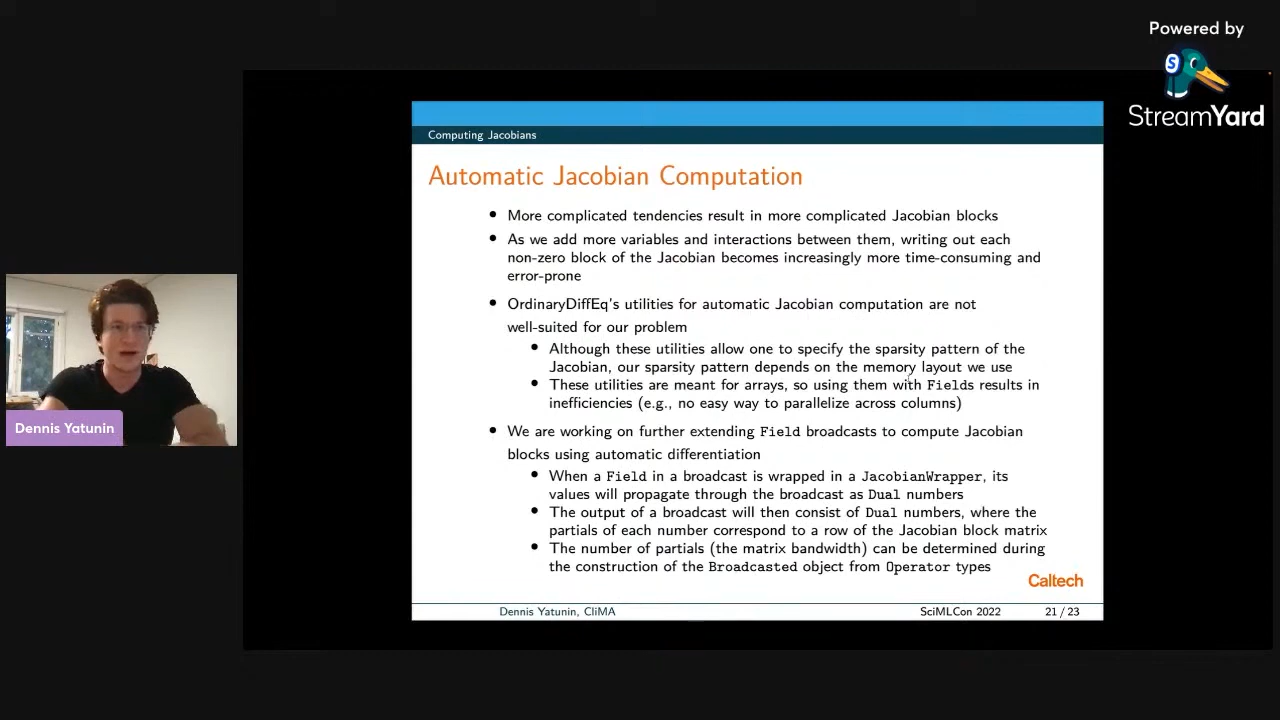 Powered by
S
StreamYard
Computing Jacobians
Automatic Jacobian Computation
• More complicated tendencies result in more complicated Jacobian blocks
• As we add more variables and interactions between them, writing out each
non-zero block of the Jacobian becomes increasingly more time-consuming and
error-prone
• OrdinaryDiffEq's utilities for automatic Jacobian computation are not
well-suited for our problem
• Although these utilities allow one to specify the sparsity pattern of the
Jacobian, our sparsity pattern depends on the memory layout we use
• These utilities are meant for arrays, so using them with Fields results in
inefficiencies (e.g., no easy way to parallelize across columns)
• We are working on further extending Field broadcasts to compute Jacobian
blocks using automatic differentiation
• When a Field in a broadcast is wrapped in a JacobianWrapper, its
values will propagate through the broadcast as Dual numbers
• The output of a broadcast will then consist of Dual numbers, where the
partials of each number correspond to a row of the Jacobian block matrix
• The number of partials (the matrix bandwidth) can be determined during
the construction of the Broadcasted object from Operator types
Caltech
Dennis Yatunin, CliMA SciMLCon 2022 21 / 23
Dennis Yatunin